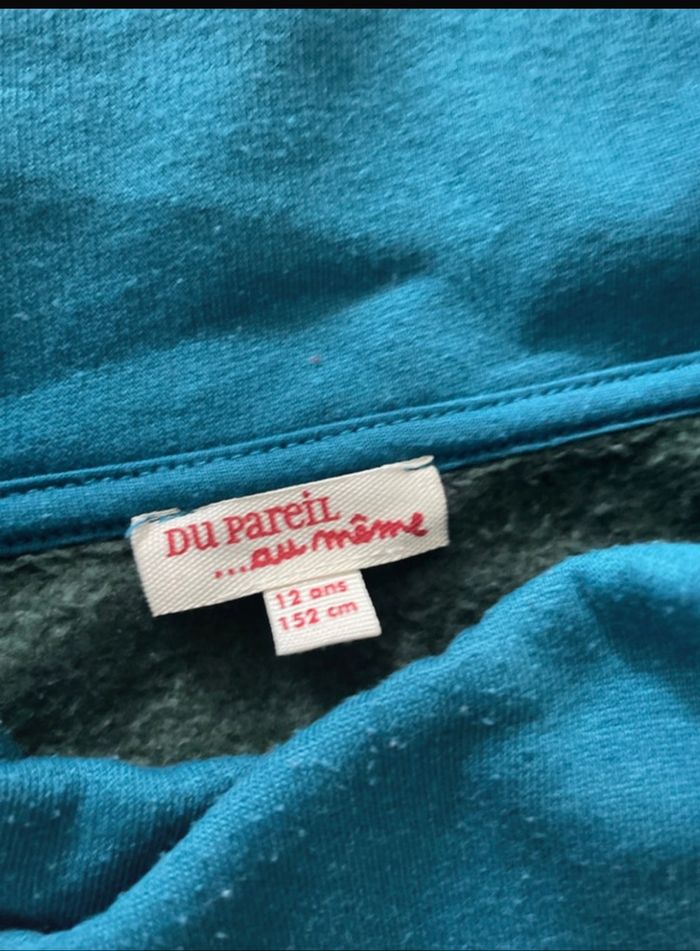 DU PAREIL
...au même
12 ans
152 cm